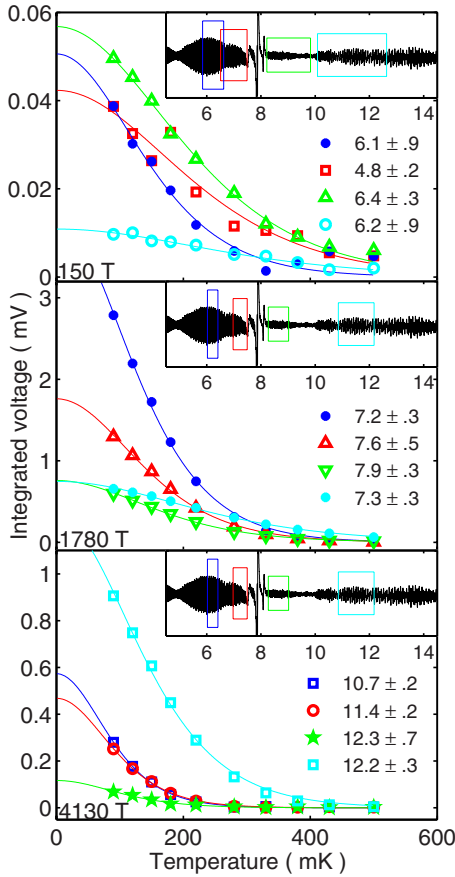 0.06
0.04
0.02
0
6 8 10 12 14
6.1 ± .9
4.8 ± .2
6.4 ± .3
6.2 ± .9
150 T
3
2
1
0
6 8 10 12 14
7.2 ± .3
7.6 ± .5
7.9 ± .3
7.3 ± .3
1780 T
Integrated voltage ( mV )
1
0.8
0.6
0.4
0.2
0
6 8 10 12 14
10.7 ± .2
11.4 ± .2
12.3 ± .7
12.2 ± .3
4130 T
0 200 400 600
Temperature ( mK )